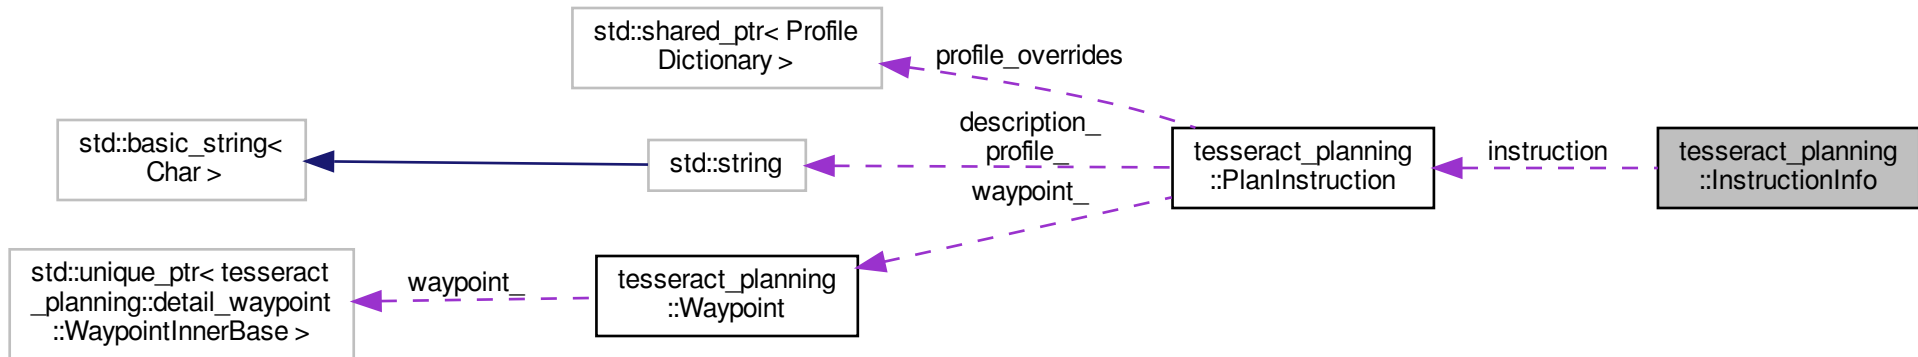 std::shared_ptr< Profile
Dictionary >
profile_overrides
std::basic_string<
Char >
std::string
description_
profile_
tesseract_planning
::PlanInstruction
instruction
tesseract_planning
::InstructionInfo
waypoint_
std::unique_ptr< tesseract
_planning::detail_waypoint
::WaypointInnerBase >
waypoint_
tesseract_planning
::Waypoint